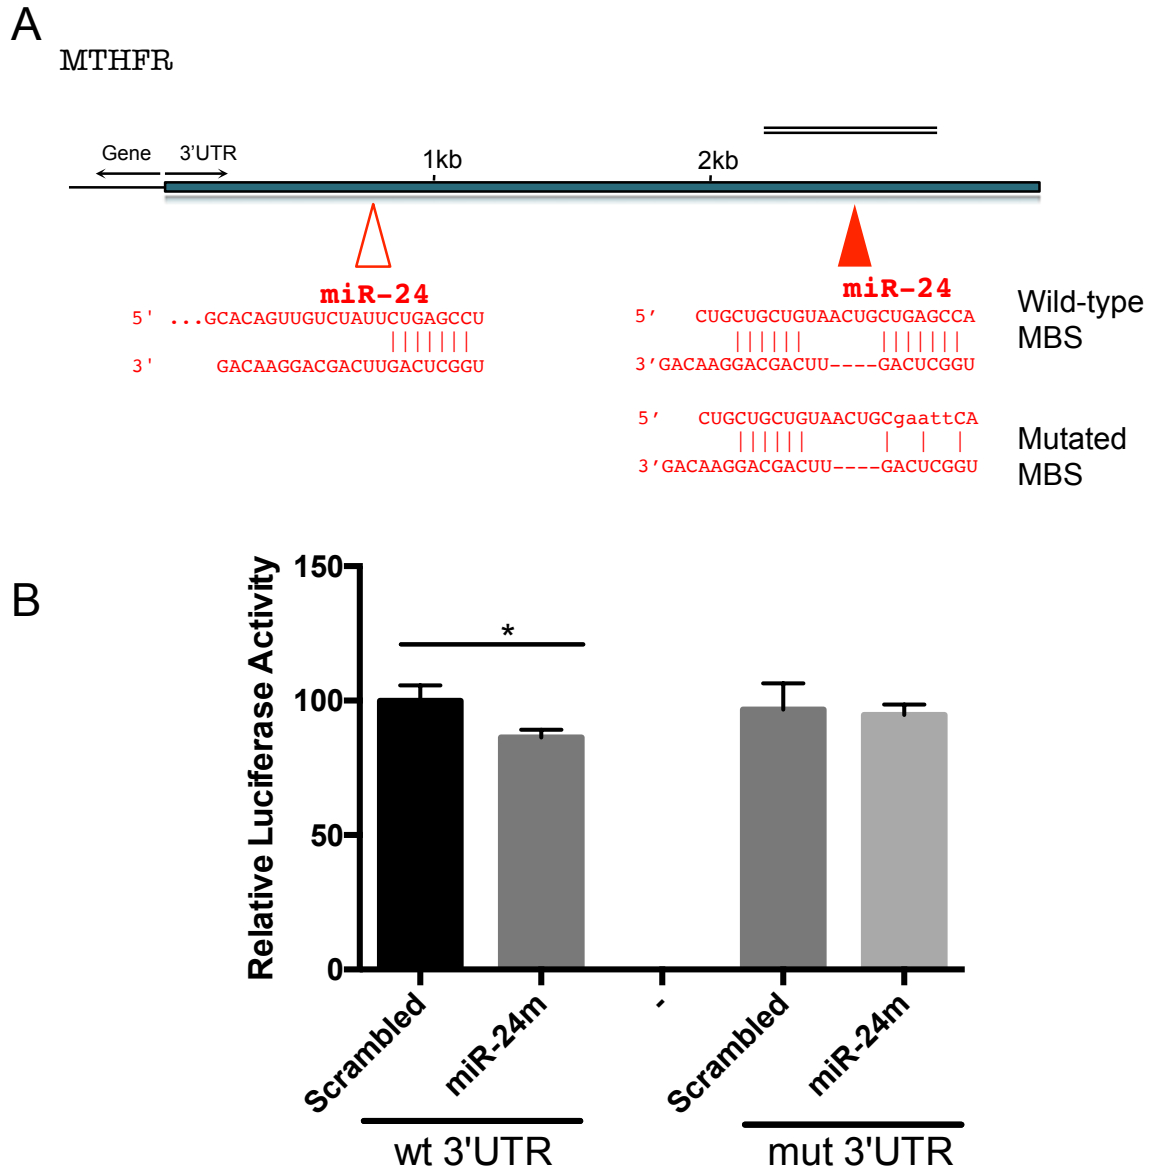 A
MTHFR
Gene 3'UTR 1kb 2kb
miR-24
5' ...GCACAGUUGUCUAUUCUGAGCCU
|||||||
3' GACAAGGACGACUUGACUCGGU
miR-24
5′ CUGCUGCUGUAACUGCUGAGCCA
|||||| |||||||
3′GACAAGGACGACUU----GACUCGGU
Wild-type
MBS
5′ CUGCUGCUGUAACUGCgaattCA
|||||| | | |
3′GACAAGGACGACUU----GACUCGGU
Mutated
MBS
B
Relative Luciferase Activity
150
100
50
0
*
Scrambled
miR-24m
-
Scrambled
miR-24m
wt 3'UTR
mut 3'UTR